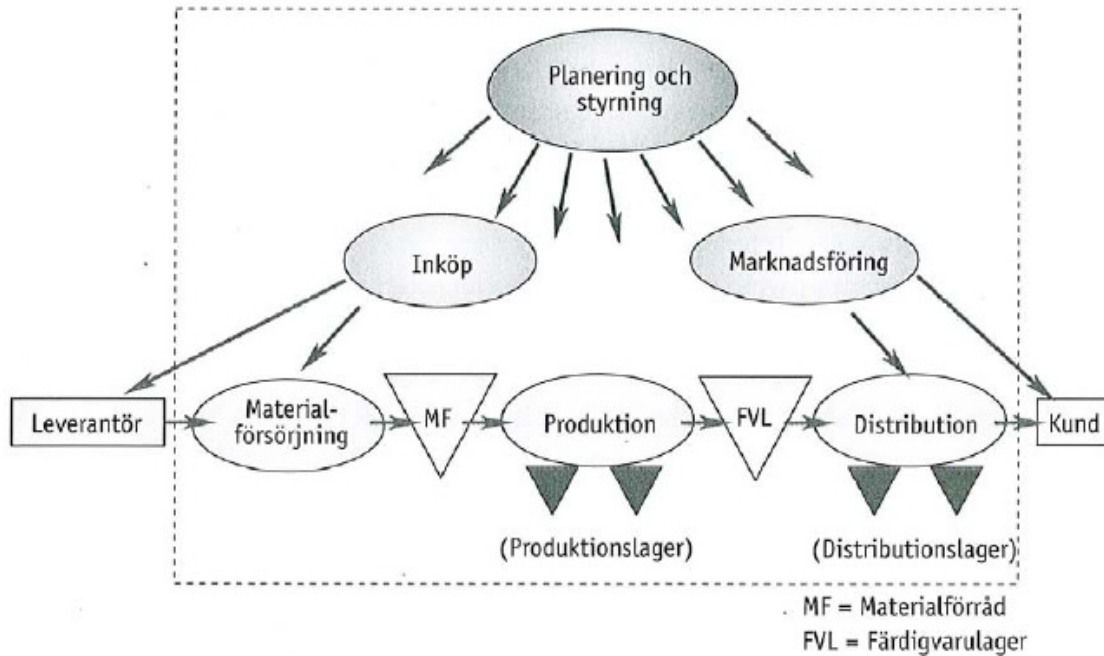 Planering och
styrning
Inköp
Marknadsföring
Leverantör
Material-
försörjning
MF
Produktion
FVL
Distribution
Kund
(Produktionslager)
(Distributionslager)
MF = Materialförråd
FVL = Färdigvarulager